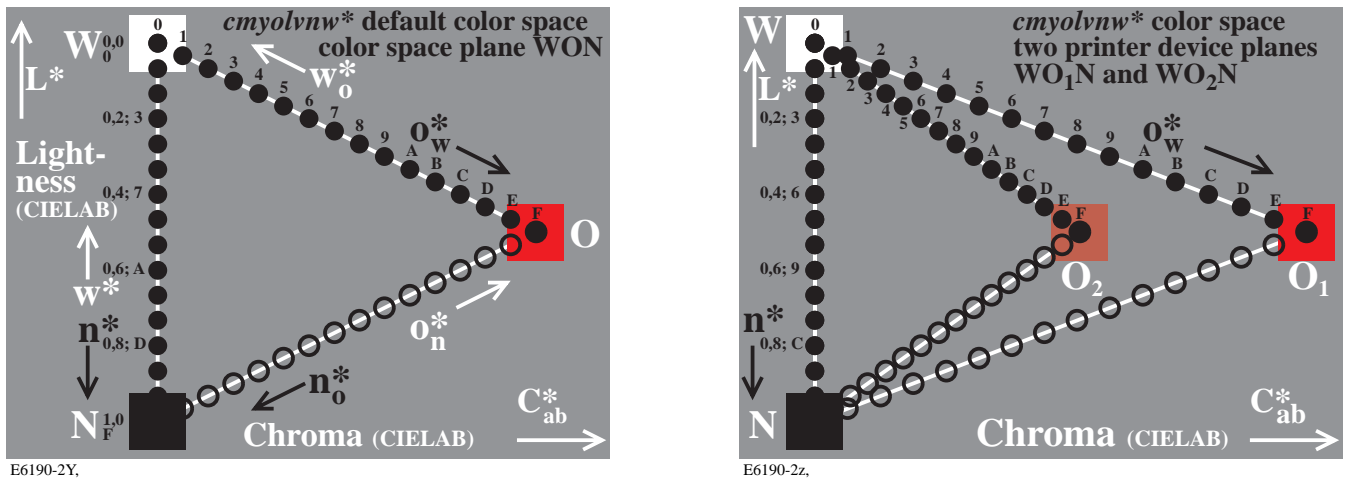 cmyolvnw* default color space
color space plane WON
W 0,0
0
0
1
2
3
4
5
6
7
8
9
A
B
C
D
E
F
L*
w*o
o*w
0,2; 3
Light-
ness
(CIELAB)
0,4; 7
O
w*
0,6; A
n*
0,8; D
o*n
n*o
N 1,0
F
C*ab
Chroma (CIELAB)
E6190-2Y,
cmyolvnw* color space
two printer device planes
WO1N and WO2N
W
0
1
2
3
4
5
6
7
8
9
A
B
C
D
E
F
1
2
3
4
5
6
7
8
9
A
B
C
D
E
F
L*
o*w
0,2; 3
0,4; 6
0,6; 9
O2
O1
n*
0,8; C
N
C*ab
Chroma (CIELAB)
E6190-2z,